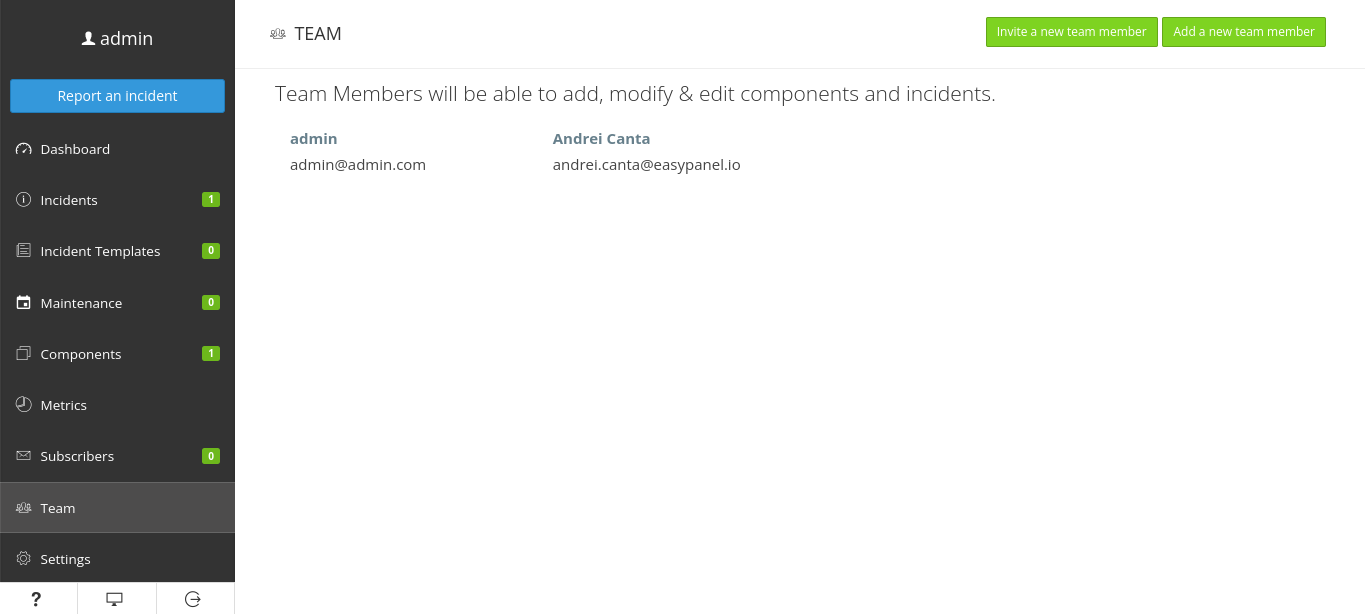 admin
Report an incident
Dashboard
Incidents 1
Incident Templates 0
Maintenance 0
Components 1
Metrics
Subscribers 0
Team
Settings
?
TEAM
Invite a new team member
Add a new team member
Team Members will be able to add, modify & edit components and incidents.
admin
admin@admin.com
Andrei Canta
andrei.canta@easypanel.io